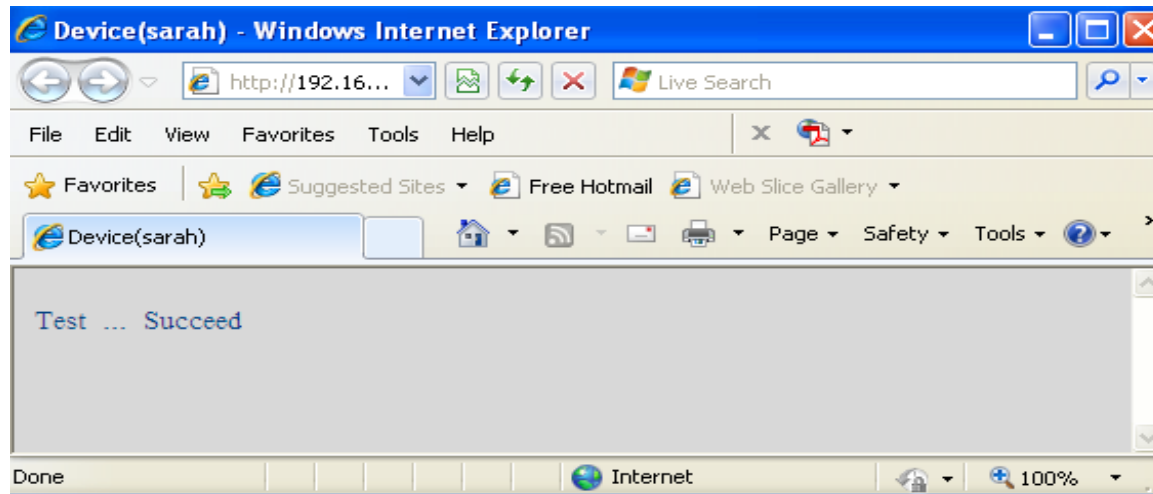 Device(sarah) - Windows Internet Explorer
http://192.16... Live Search
File Edit View Favorites Tools Help
Favorites Suggested Sites Free Hotmail Web Slice Gallery
Device(sarah) Page Safety Tools »
Test ... Succeed
Done Internet 100%